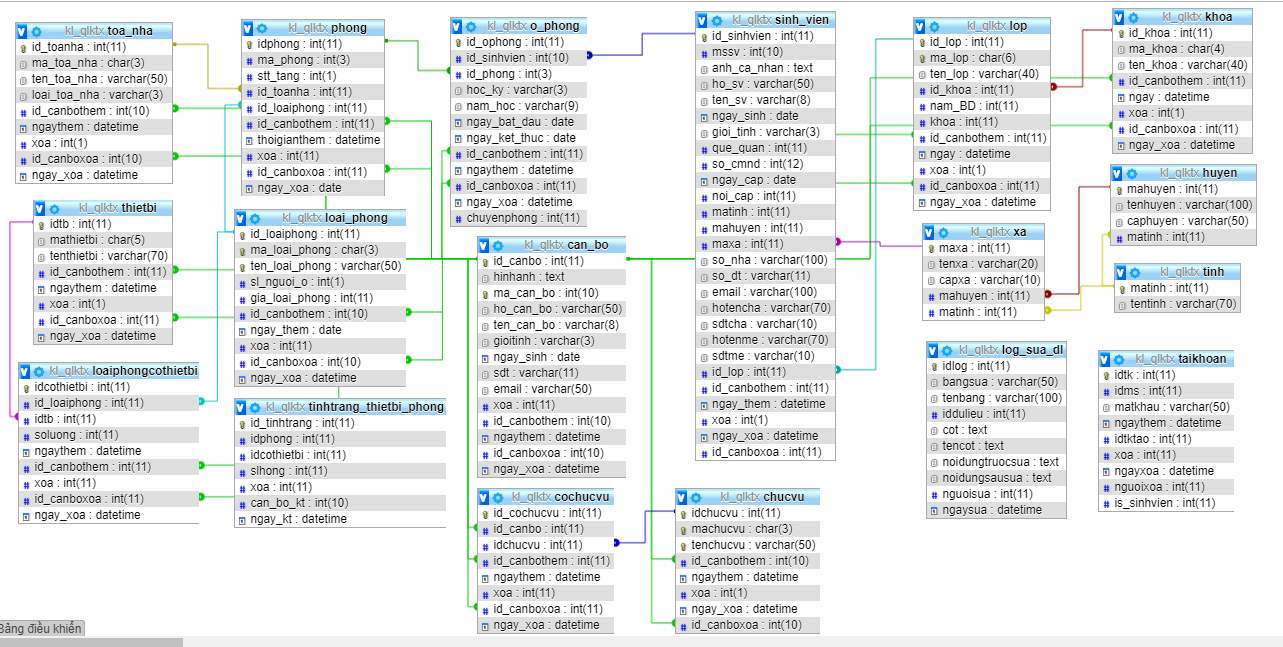 kl_qlktx toa_nha
id_toanha : int(11)
ma_toa_nha : char(3)
ten_toa_nha : varchar(50)
loai_toa_nha : varchar(3)
id_canbothem : int(10)
ngaythem : datetime
xoa : int(1)
id_canboxoa : int(10)
ngay_xoa : datetime
kl_qlktx phong
idphong : int(11)
ma_phong : int(3)
stt_tang : int(1)
id_toanha : int(11)
id_loaiphong : int(11)
id_canbothem : int(11)
thoigianthem : datetime
xoa : int(11)
id_canboxoa : int(11)
ngay_xoa : date
kl_qlktx o_phong
id_ophong : int(11)
id_sinhvien : int(10)
id_phong : int(3)
hoc_ky : varchar(3)
nam_hoc : varchar(9)
ngay_bat_dau : date
ngay_ket_thuc : date
id_canbothem : int(11)
ngaythem : datetime
id_canboxoa : int(11)
ngay_xoa : datetime
chuyenphong : int(11)
kl_qlktx sinh_vien
id_sinhvien : int(11)
mssv : int(10)
anh_ca_nhan : text
ho_sv : varchar(50)
ten_sv : varchar(8)
ngay_sinh : date
gioi_tinh : varchar(3)
que_quan : int(11)
so_cmnd : int(12)
ngay_cap : date
noi_cap : int(11)
matinh : int(11)
mahuyen : int(11)
maxa : int(11)
so_nha : varchar(100)
so_dt : varchar(11)
email : varchar(100)
hotencha : varchar(70)
sdtcha : varchar(10)
hotenme : varchar(70)
sdtme : varchar(10)
id_lop : int(11)
id_canbothem : int(11)
ngay_them : datetime
xoa : int(1)
ngay_xoa : datetime
id_canboxoa : int(11)
kl_qlktx lop
id_lop : int(11)
ma_lop : char(6)
ten_lop : varchar(40)
id_khoa : int(11)
nam_BD : int(11)
khoa : int(11)
id_canbothem : int(11)
ngay : datetime
xoa : int(1)
id_canboxoa : int(11)
ngay_xoa : datetime
kl_qlktx khoa
id_khoa : int(11)
ma_khoa : char(4)
ten_khoa : varchar(40)
id_canbothem : int(11)
ngay : datetime
xoa : int(1)
id_canboxoa : int(11)
ngay_xoa : datetime
kl_qlktx thietbi
idtb : int(11)
mathietbi : char(5)
tenthietbi : varchar(70)
id_canbothem : int(11)
ngaythem : datetime
xoa : int(1)
id_canboxoa : int(11)
ngay_xoa : datetime
kl_qlktx loai_phong
id_loaiphong : int(11)
ma_loai_phong : char(3)
ten_loai_phong : varchar(50)
sl_nguoi_o : int(1)
gia_loai_phong : int(11)
id_canbothem : int(10)
ngay_them : date
xoa : int(11)
id_canboxoa : int(10)
ngay_xoa : datetime
kl_qlktx can_bo
id_canbo : int(11)
hinhanh : text
ma_can_bo : int(10)
ho_can_bo : varchar(50)
ten_can_bo : varchar(8)
gioitinh : varchar(3)
ngay_sinh : date
sdt : varchar(11)
email : varchar(50)
xoa : int(11)
id_canbothem : int(10)
ngaythem : datetime
id_canboxoa : int(10)
ngay_xoa : datetime
kl_qlktx xa
maxa : int(11)
tenxa : varchar(20)
capxa : varchar(10)
mahuyen : int(11)
matinh : int(11)
kl_qlktx huyen
mahuyen : int(11)
tenhuyen : varchar(100)
caphuyen : varchar(50)
matinh : int(11)
kl_qlktx tinh
matinh : int(11)
tentinh : varchar(70)
kl_qlktx loaiphongcothietbi
idcothietbi : int(11)
id_loaiphong : int(11)
idtb : int(11)
soluong : int(11)
ngaythem : datetime
id_canbothem : int(11)
xoa : int(11)
id_canboxoa : int(11)
ngay_xoa : datetime
kl_qlktx tinhtrang_thietbi_phong
id_tinhtrang : int(11)
idphong : int(11)
idcothietbi : int(11)
slhong : int(11)
xoa : int(11)
can_bo_kt : int(10)
ngay_kt : datetime
kl_qlktx log_sua_dl
idlog : int(11)
bangsua : varchar(50)
tenbang : varchar(100)
iddulieu : int(11)
cot : text
tencot : text
noidungtruocsua : text
noidungsausua : text
nguoisua : int(11)
ngaysua : datetime
kl_qlktx taikhoan
idtk : int(11)
idms : int(11)
matkhau : varchar(50)
ngaythem : datetime
idtktao : int(11)
xoa : int(11)
ngayxoa : datetime
nguoixoa : int(11)
is_sinhvien : int(11)
kl_qlktx cochucvu
id_cochucvu : int(11)
id_canbo : int(11)
idchucvu : int(11)
id_canbothem : int(11)
ngaythem : datetime
xoa : int(11)
id_canboxoa : int(11)
ngay_xoa : datetime
kl_qlktx chucvu
idchucvu : int(11)
machucvu : char(3)
tenchucvu : varchar(50)
id_canbothem : int(10)
ngaythem : datetime
xoa : int(1)
ngay_xoa : datetime
id_canboxoa : int(10)
Bảng điều khiển